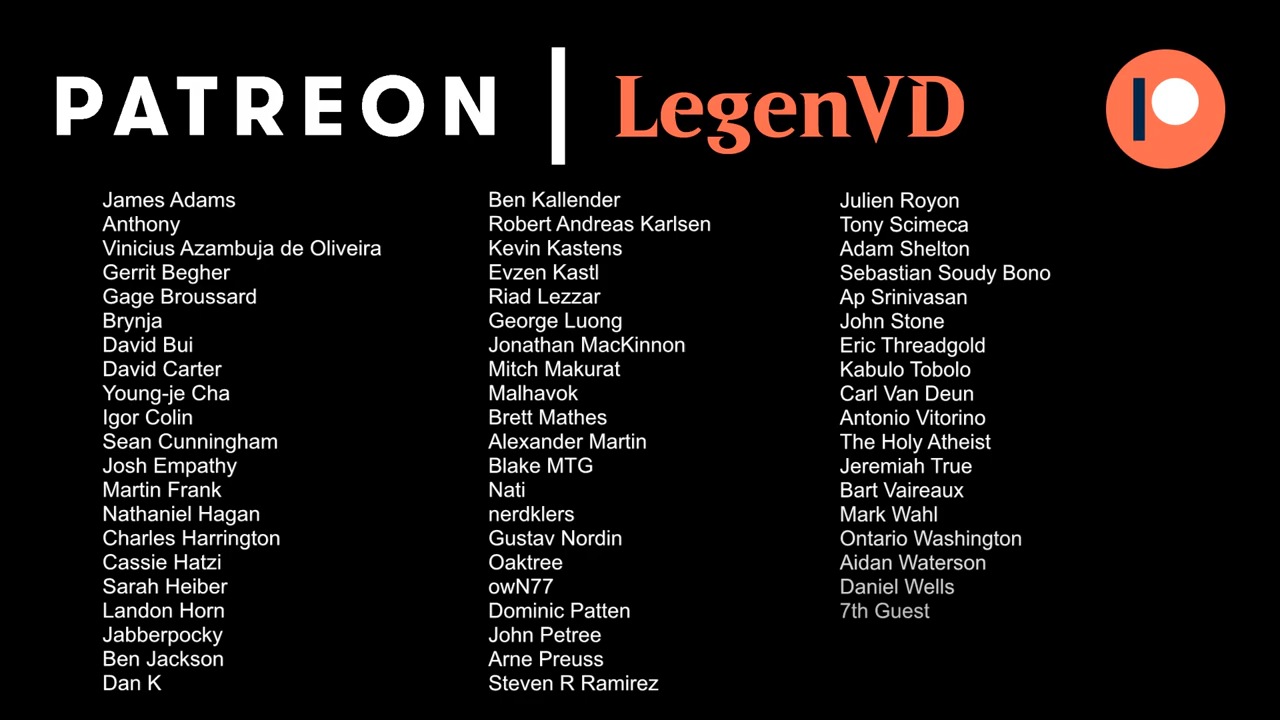 PATREON | LegenVD
James Adams
Anthony
Vinicius Azambuja de Oliveira
Gerrit Begher
Gage Broussard
Brynja
David Bui
David Carter
Young-je Cha
Igor Colin
Sean Cunningham
Josh Empathy
Martin Frank
Nathaniel Hagan
Charles Harrington
Cassie Hatzi
Sarah Heiber
Landon Horn
Jabberpocky
Ben Jackson
Dan K
Ben Kallender
Robert Andreas Karlsen
Kevin Kastens
Evzen Kastl
Riad Lezzar
George Luong
Jonathan MacKinnon
Mitch Makurat
Malhavok
Brett Mathes
Alexander Martin
Blake MTG
Nati
nerdklers
Gustav Nordin
Oaktree
owN77
Dominic Patten
John Petree
Arne Preuss
Steven R Ramirez
Julien Royon
Tony Scimeca
Adam Shelton
Sebastian Soudy Bono
Ap Srinivasan
John Stone
Eric Threadgold
Kabulo Tobolo
Carl Van Deun
Antonio Vitorino
The Holy Atheist
Jeremiah True
Bart Vaireaux
Mark Wahl
Ontario Washington
Aidan Waterson
Daniel Wells
7th Guest